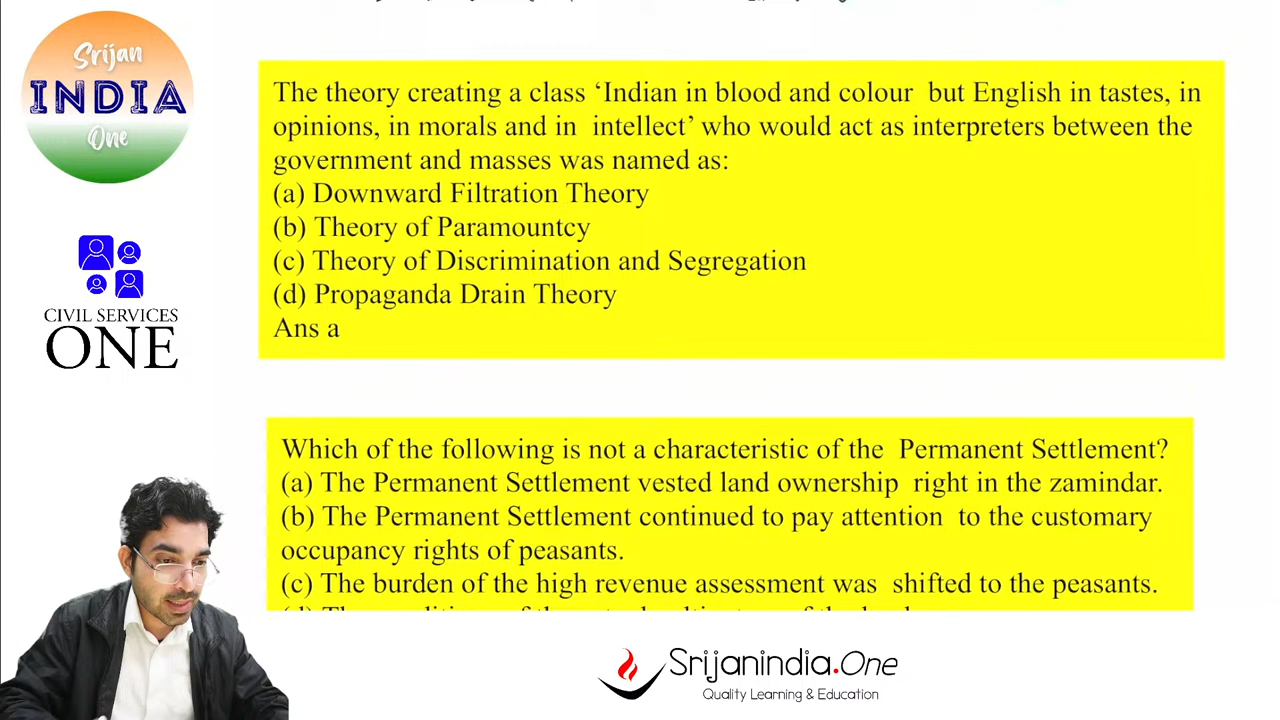 Srijan
INDIA
One
CIVIL SERVICES
ONE
The theory creating a class ‘Indian in blood and colour but English in tastes, in
opinions, in morals and in intellect’ who would act as interpreters between the
government and masses was named as:
(a) Downward Filtration Theory
(b) Theory of Paramountcy
(c) Theory of Discrimination and Segregation
(d) Propaganda Drain Theory
Ans a
Which of the following is not a characteristic of the Permanent Settlement?
(a) The Permanent Settlement vested land ownership right in the zamindar.
(b) The Permanent Settlement continued to pay attention to the customary
occupancy rights of peasants.
(c) The burden of the high revenue assessment was shifted to the peasants.
Srijanindia.One
Quality Learning & Education